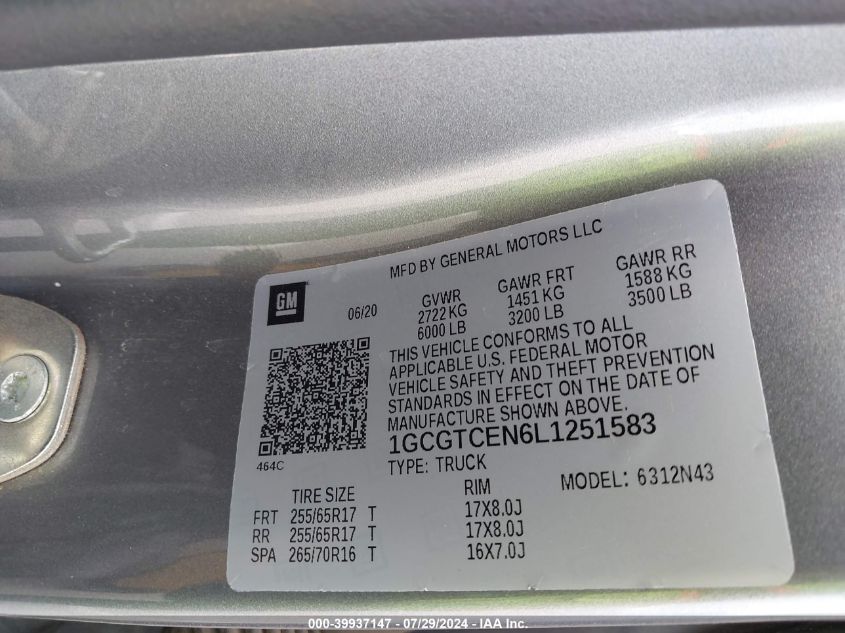 MFD BY GENERAL MOTORS LLC
GM
06/20
GVWR GAWR FRT GAWR RR
2722 KG 1451 KG 1588 KG
6000 LB 3200 LB 3500 LB
THIS VEHICLE CONFORMS TO ALL
APPLICABLE U.S. FEDERAL MOTOR
VEHICLE SAFETY AND THEFT PREVENTION
STANDARDS IN EFFECT ON THE DATE OF
MANUFACTURE SHOWN ABOVE.
1GCGTCEN6L1251583
464C
TYPE: TRUCK
MODEL: 6312N43
TIRE SIZE RIM
FRT 255/65R17 T 17X8.0J
RR 255/65R17 T 17X8.0J
SPA 265/70R16 T 16X7.0J
000-39937147 - 07/29/2024 - IAA Inc.